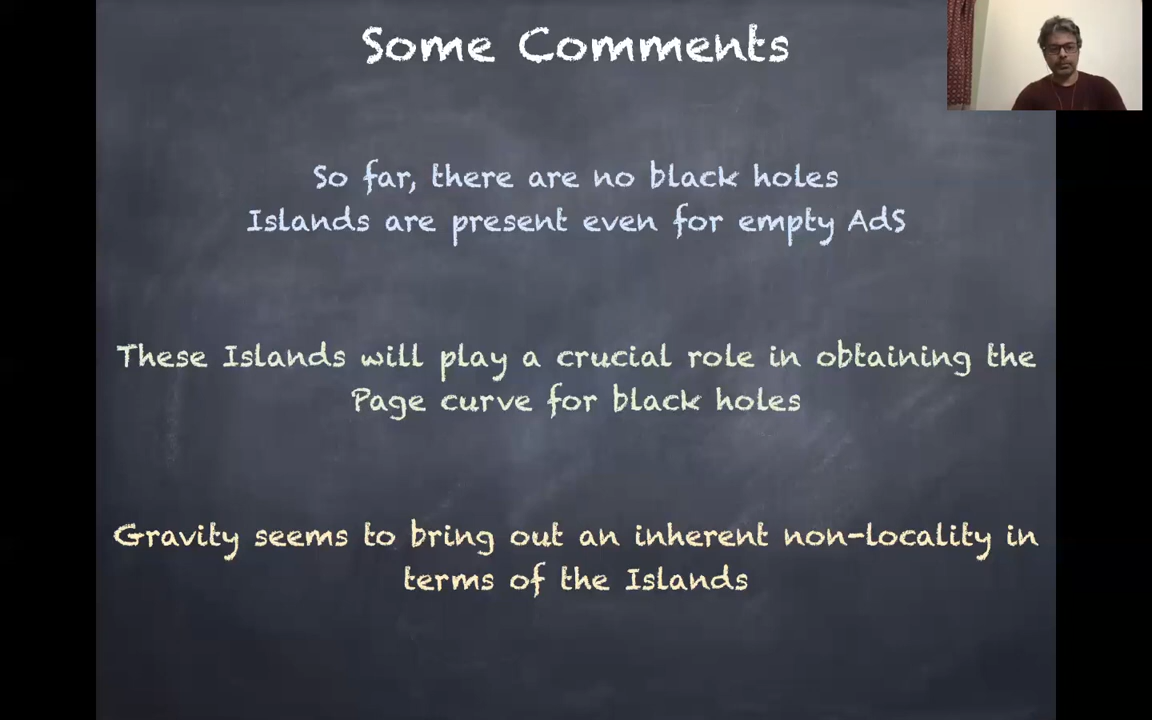 Some Comments
So far, there are no black holes
Islands are present even for empty AdS
These Islands will play a crucial role in obtaining the
Page curve for black holes
Gravity seems to bring out an inherent non-locality in
terms of the Islands